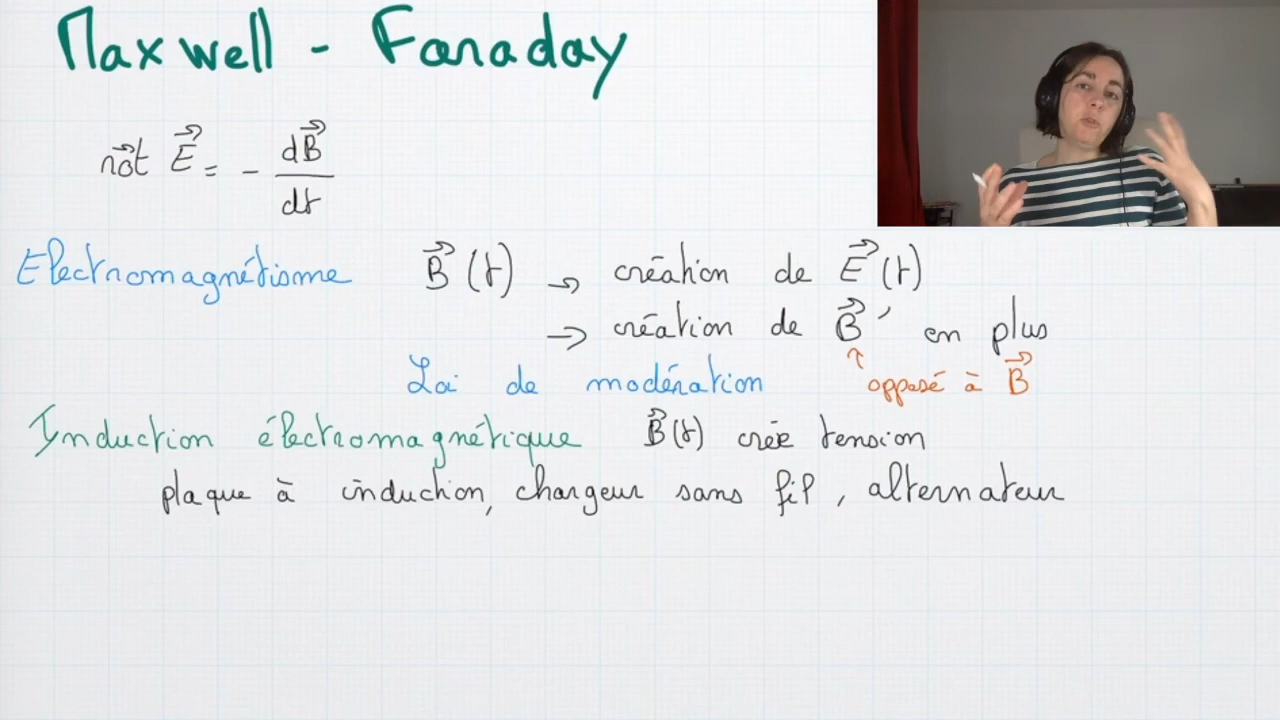 Maxwell - Faraday
rot E⃗ = - dB⃗/dt
Electromagnétisme B⃗(t) → création de E⃗(t)
→ création de B⃗' en plus
Loi de modération ↑ opposé à B⃗
Induction électromagnétique B⃗(t) crée tension
plaque à induction, chargeur sans fil, alternateur